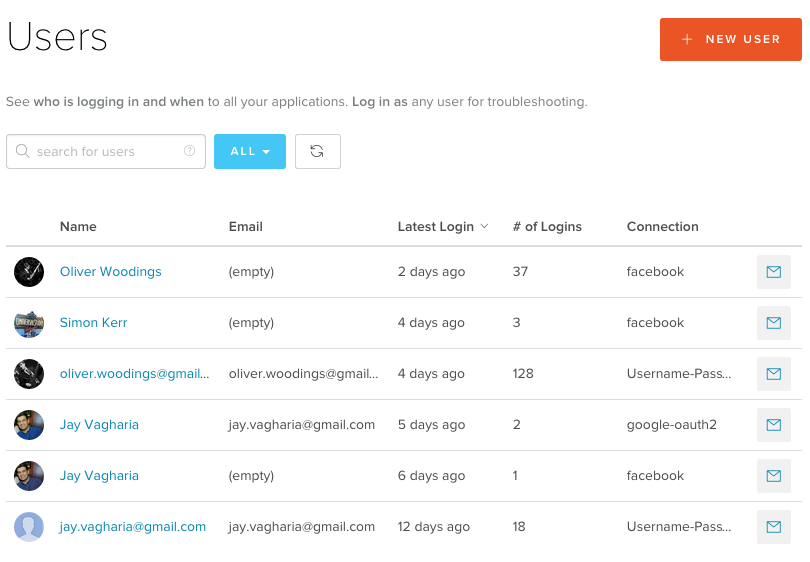 Users
+ NEW USER
See who is logging in and when to all your applications. Log in as any user for troubleshooting.
search for users ?
ALL
Name Email Latest Login # of Logins Connection
Oliver Woodings (empty) 2 days ago 37 facebook
Simon Kerr (empty) 4 days ago 3 facebook
oliver.woodings@gmail... oliver.woodings@gmail... 4 days ago 128 Username-Pass...
Jay Vagharia jay.vagharia@gmail.com 5 days ago 2 google-oauth2
Jay Vagharia (empty) 6 days ago 1 facebook
jay.vagharia@gmail.com jay.vagharia@gmail.com 12 days ago 18 Username-Pass...